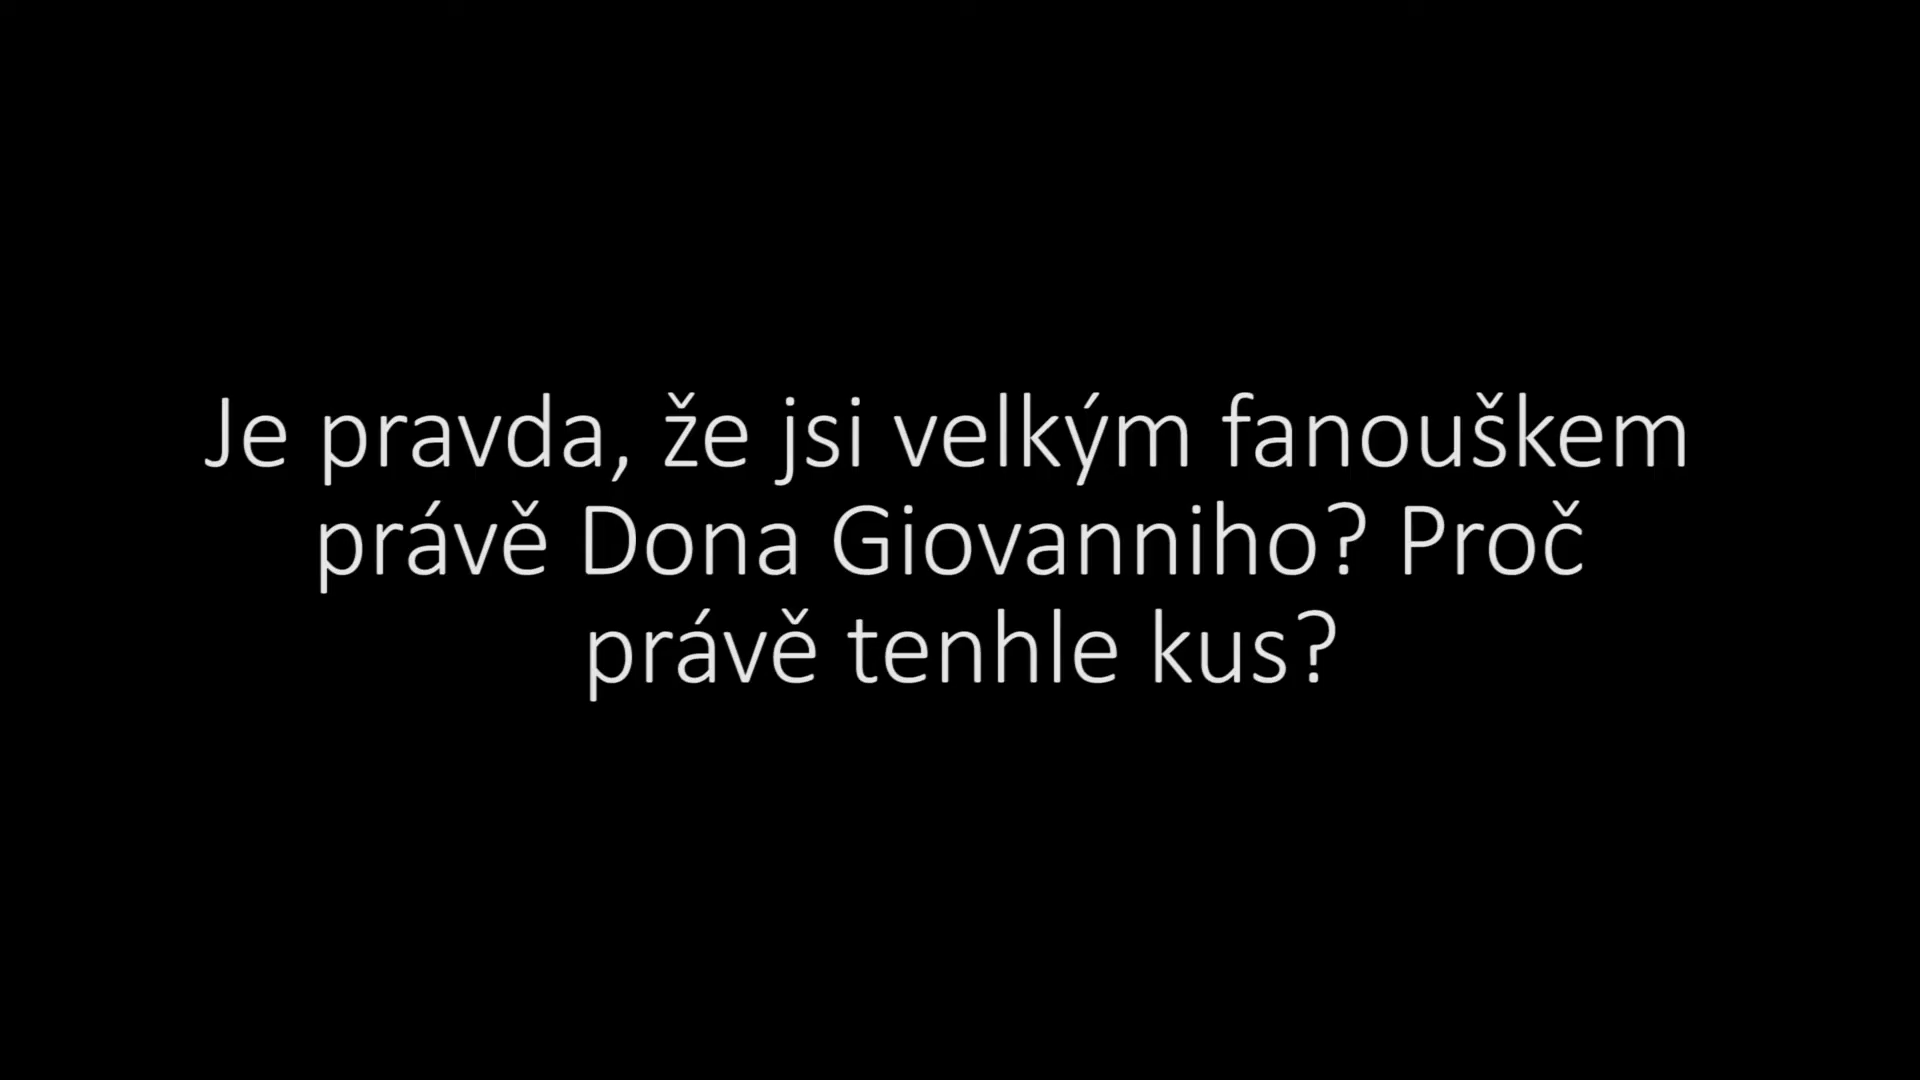 Je pravda, že jsi velkým fanouškem
právě Dona Giovanniho? Proč
právě tenhle kus?